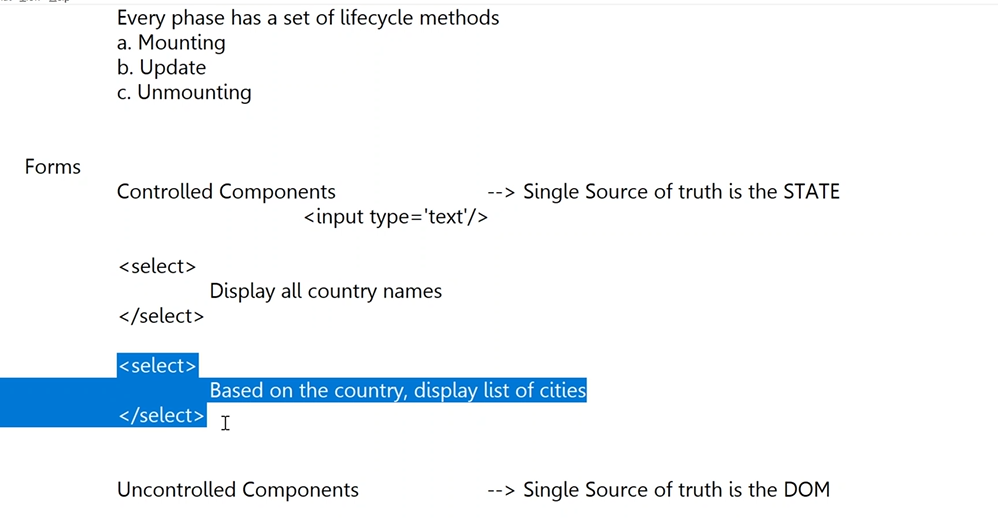 Every phase has a set of lifecycle methods
a. Mounting
b. Update
c. Unmounting
Forms
Controlled Components --> Single Source of truth is the STATE
<input type='text'/>
<select>
Display all country names
</select>
<select>
Based on the country, display list of cities
</select>
Uncontrolled Components --> Single Source of truth is the DOM